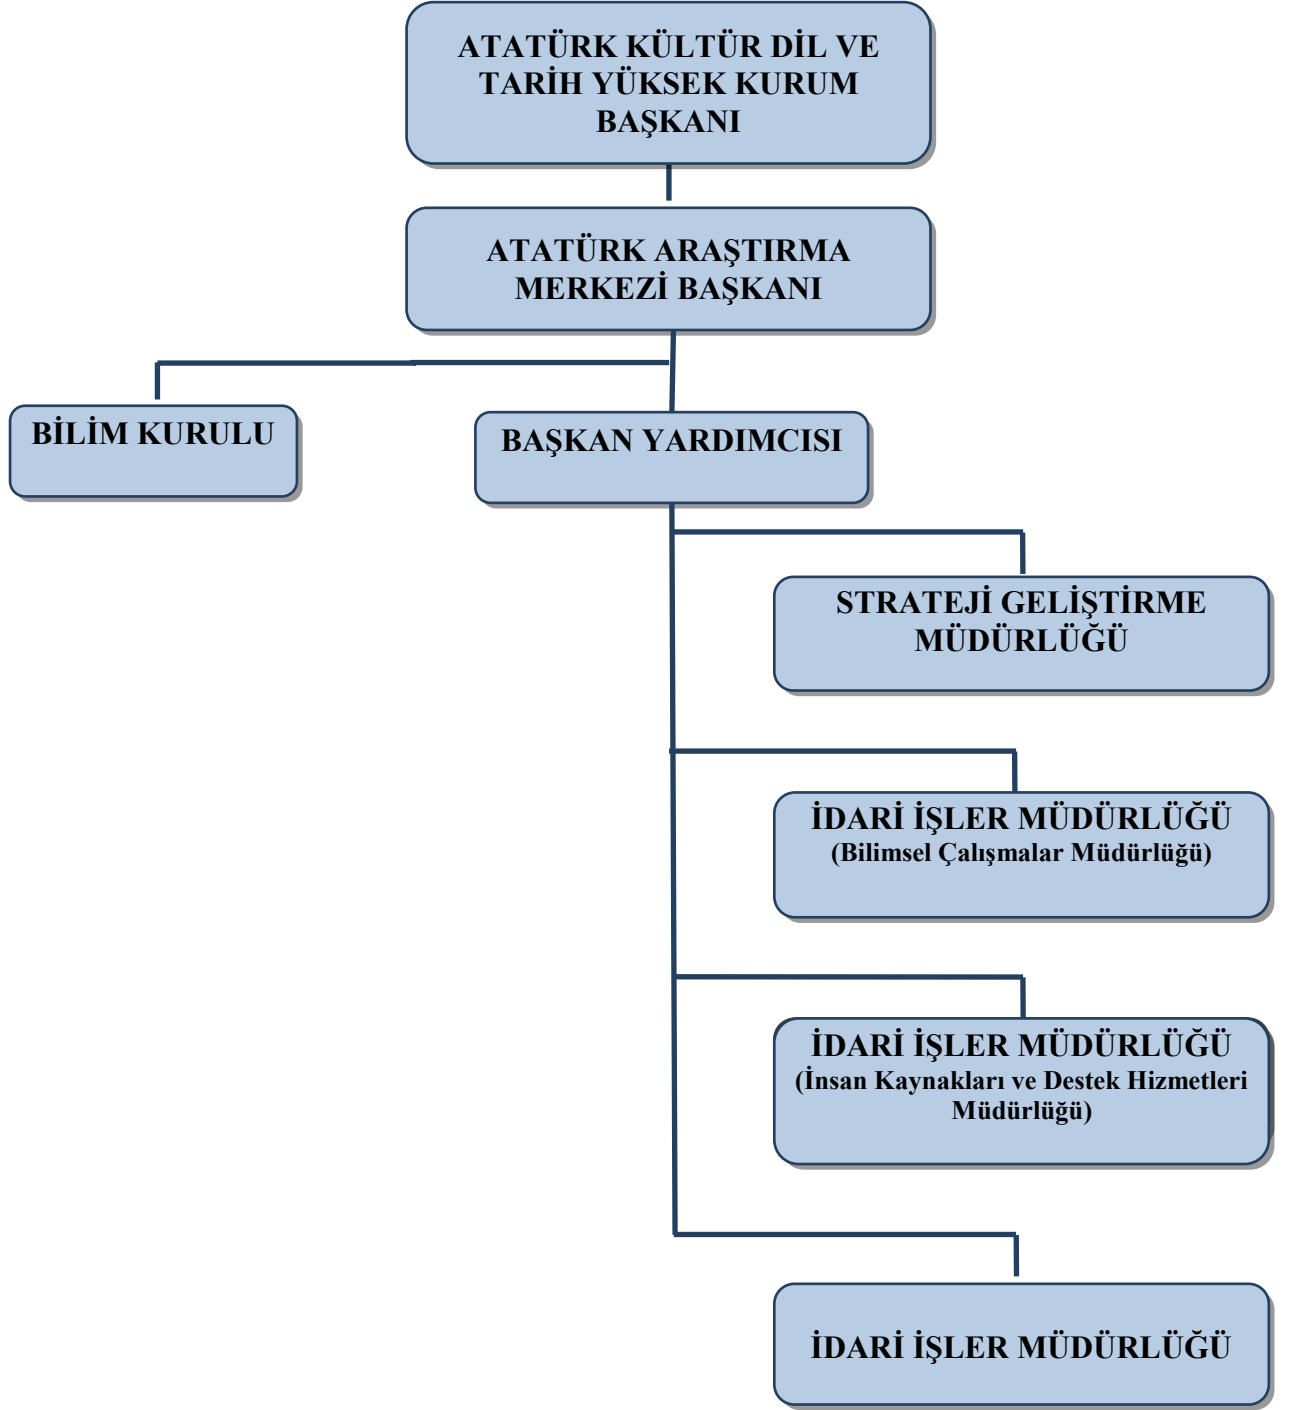 ATATÜRK KÜLTÜR DİL VE
TARİH YÜKSEK KURUM
BAŞKANI
ATATÜRK ARAŞTIRMA
MERKEZİ BAŞKANI
BİLİM KURULU
BAŞKAN YARDIMCISI
STRATEJİ GELİŞTİRME
MÜDÜRLÜĞÜ
İDARİ İŞLER MÜDÜRLÜĞÜ
(Bilimsel Çalışmalar Müdürlüğü)
İDARİ İŞLER MÜDÜRLÜĞÜ
(İnsan Kaynakları ve Destek Hizmetleri
Müdürlüğü)
İDARİ İŞLER MÜDÜRLÜĞÜ